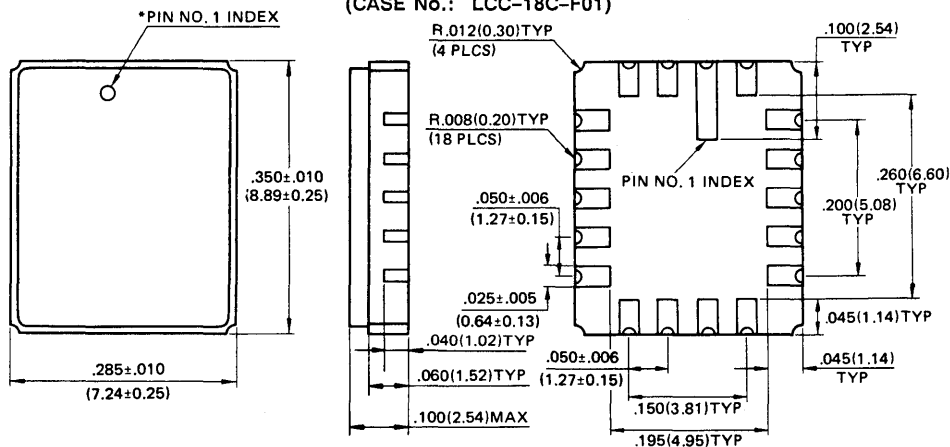 (CASE No.: LCC-18C-F01)
*PIN NO. 1 INDEX
R.012(0.30)TYP
(4 PLCS)
.100(2.54)
TYP
R.008(0.20)TYP
(18 PLCS)
PIN NO. 1 INDEX
.350±.010
(8.89±0.25)
.260(6.60)
TYP
.200(5.08)
TYP
.050±.006
(1.27±0.15)
.025±.005
(0.64±0.13)
.045(1.14)TYP
.040(1.02)TYP
.285±.010
(7.24±0.25)
.060(1.52)TYP
.050±.006
(1.27±0.15)
.045(1.14)
TYP
.100(2.54)MAX
.150(3.81)TYP
.195(4.95)TYP